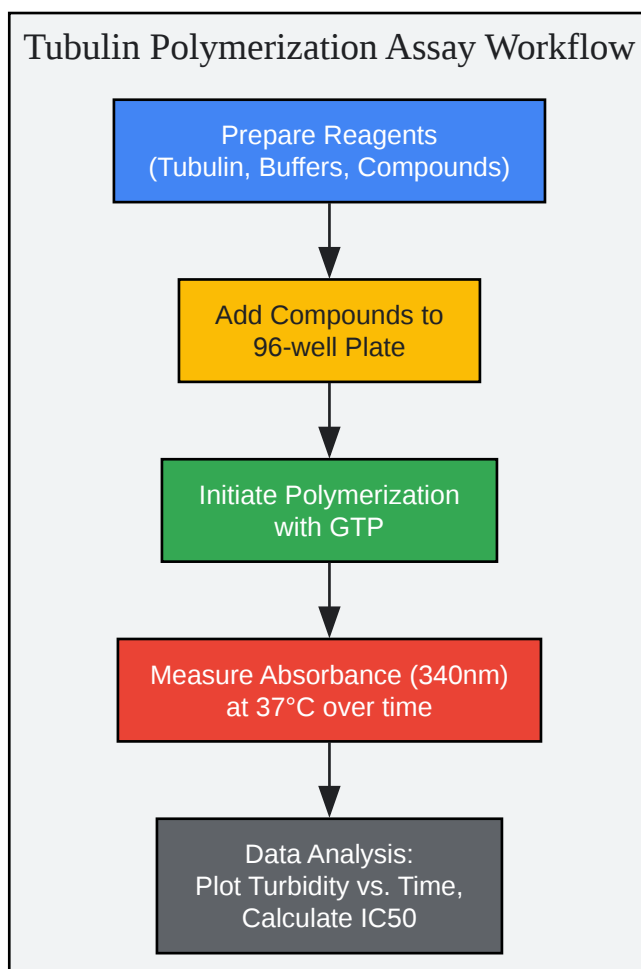 Tubulin Polymerization Assay Workflow
Prepare Reagents
(Tubulin, Buffers, Compounds)
Add Compounds to
96-well Plate
Initiate Polymerization
with GTP
Measure Absorbance (340nm)
at 37°C over time
Data Analysis:
Plot Turbidity vs. Time,
Calculate IC50